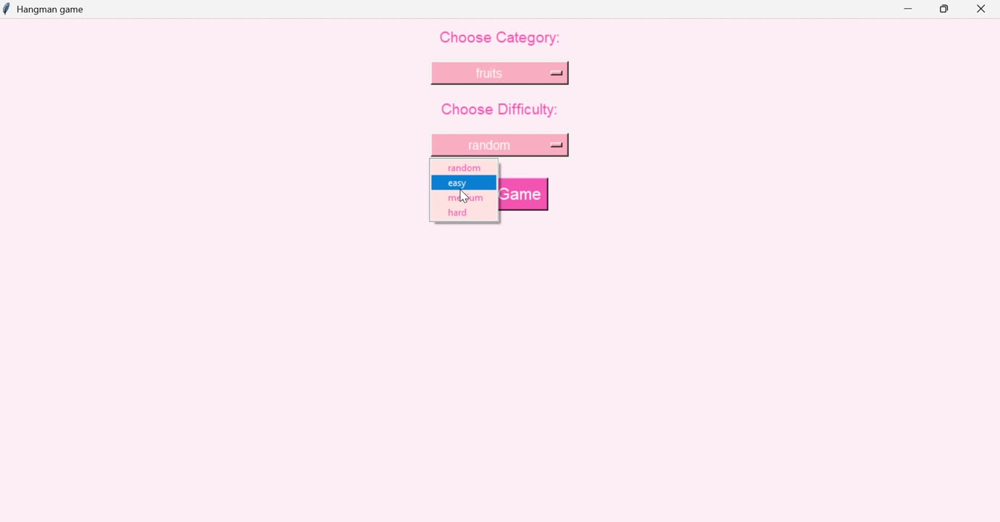 Hangman game
Choose Category:
fruits
Choose Difficulty:
random
random
easy
Game
hard